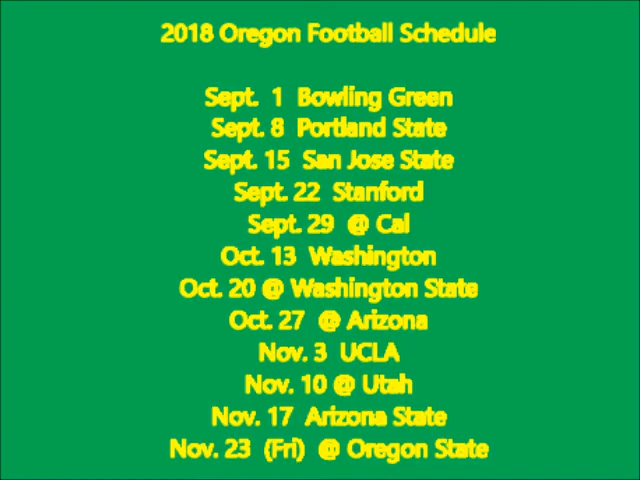 2018 Oregon Football Schedule
Sept.  1  Bowling Green
Sept. 8  Portland State
Sept. 15  San Jose State
Sept. 22  Stanford
Sept. 29  @ Cal
Oct. 13  Washington
Oct. 20 @ Washington State
Oct. 27  @ Arizona
Nov. 3  UCLA
Nov. 10 @ Utah
Nov. 17  Arizona State
Nov. 23  (Fri)  @ Oregon State